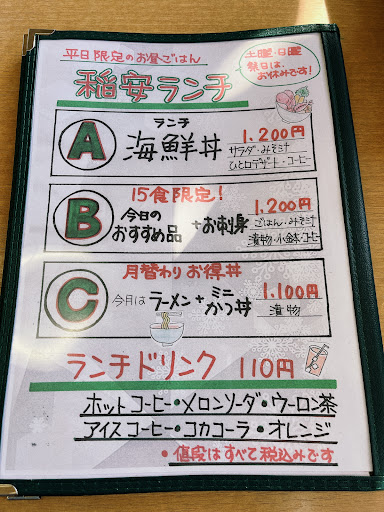 平日限定のお昼ごはん
土曜・日曜
祭日は、
お休みです!
稲安ランチ
A
ランチ
海鮮丼
1,200円
サラダ・みそ汁
ひと口デザート・コーヒー
B
15食限定!
今日の
おすすめ品
+お刺身
1,200円
ごはん・みそ汁
漬物・小鉢・コーヒー
C
月替わりお得丼
今月は
ラーメン+ミニ
かつ丼
1,100円
漬物
ランチドリンク 110円
ホットコーヒー・メロンソーダ・ウーロン茶
アイスコーヒー・コカコーラ・オレンジ
・値段はすべて税込みです